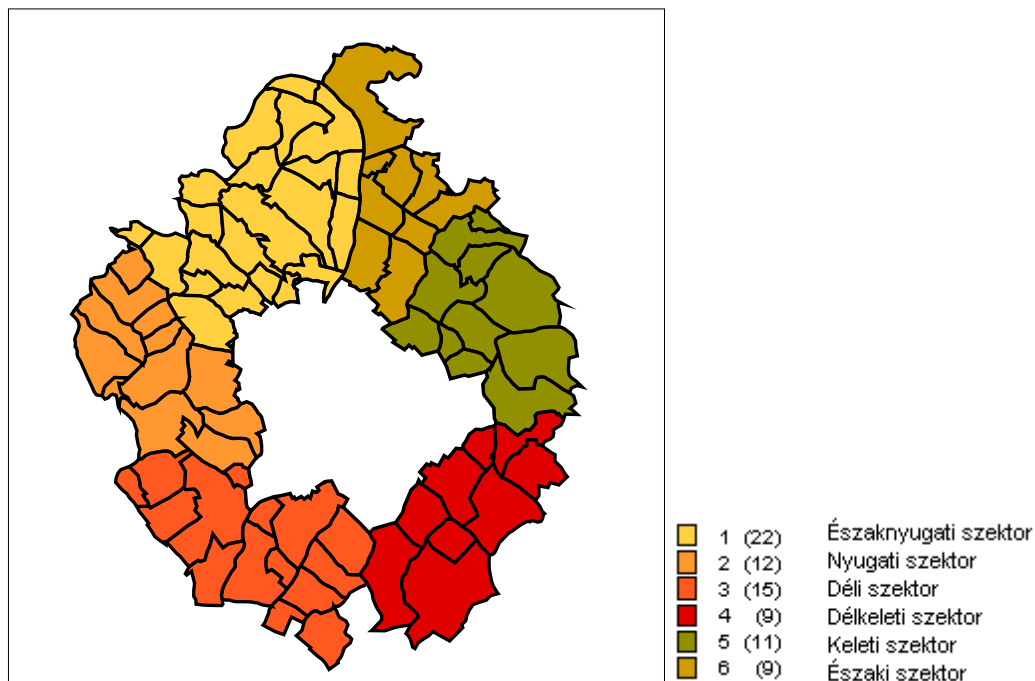 1 (22) Északnyugati szektor
2 (12) Nyugati szektor
3 (15) Déli szektor
4 (9) Délkeleti szektor
5 (11) Keleti szektor
6 (9) Északi szektor